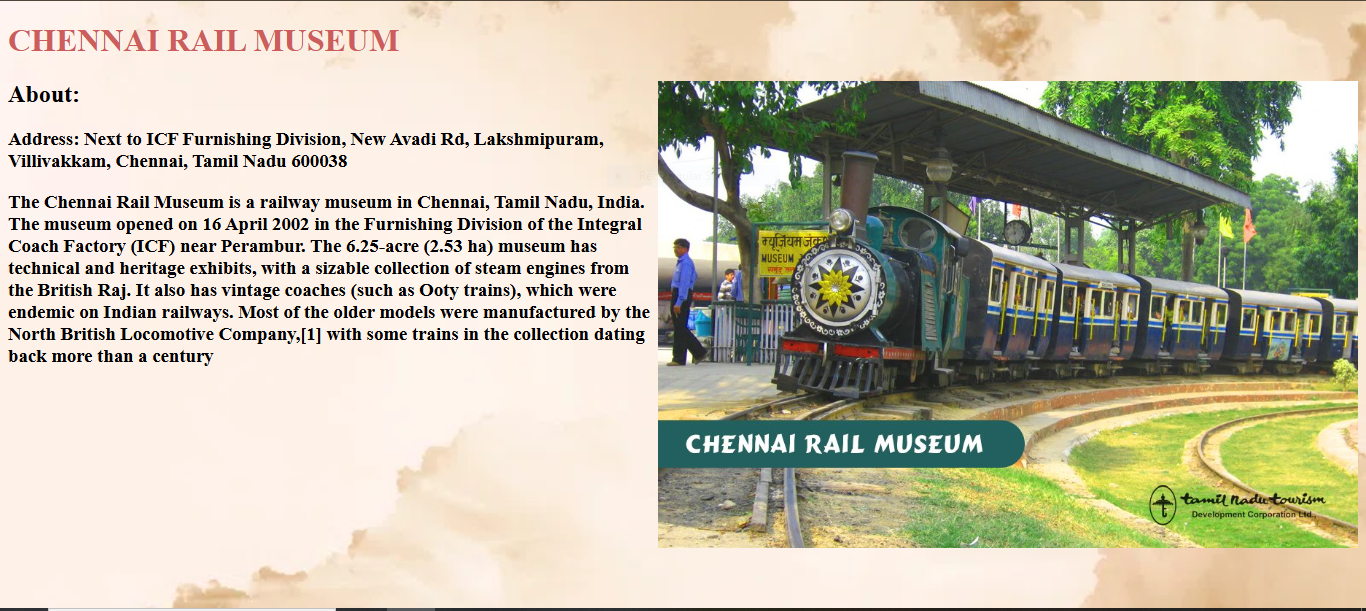 CHENNAI RAIL MUSEUM
About:
Address: Next to ICF Furnishing Division, New Avadi Rd, Lakshmipuram,
Villivakkam, Chennai, Tamil Nadu 600038
The Chennai Rail Museum is a railway museum in Chennai, Tamil Nadu, India.
The museum opened on 16 April 2002 in the Furnishing Division of the Integral
Coach Factory (ICF) near Perambur. The 6.25-acre (2.53 ha) museum has
technical and heritage exhibits, with a sizable collection of steam engines from
the British Raj. It also has vintage coaches (such as Ooty trains), which were
endemic on Indian railways. Most of the older models were manufactured by the
North British Locomotive Company,[1] with some trains in the collection dating
back more than a century
MUSEUM
CHENNAI RAIL MUSEUM
tamil nadu tourism
Development Corporation Ltd.,